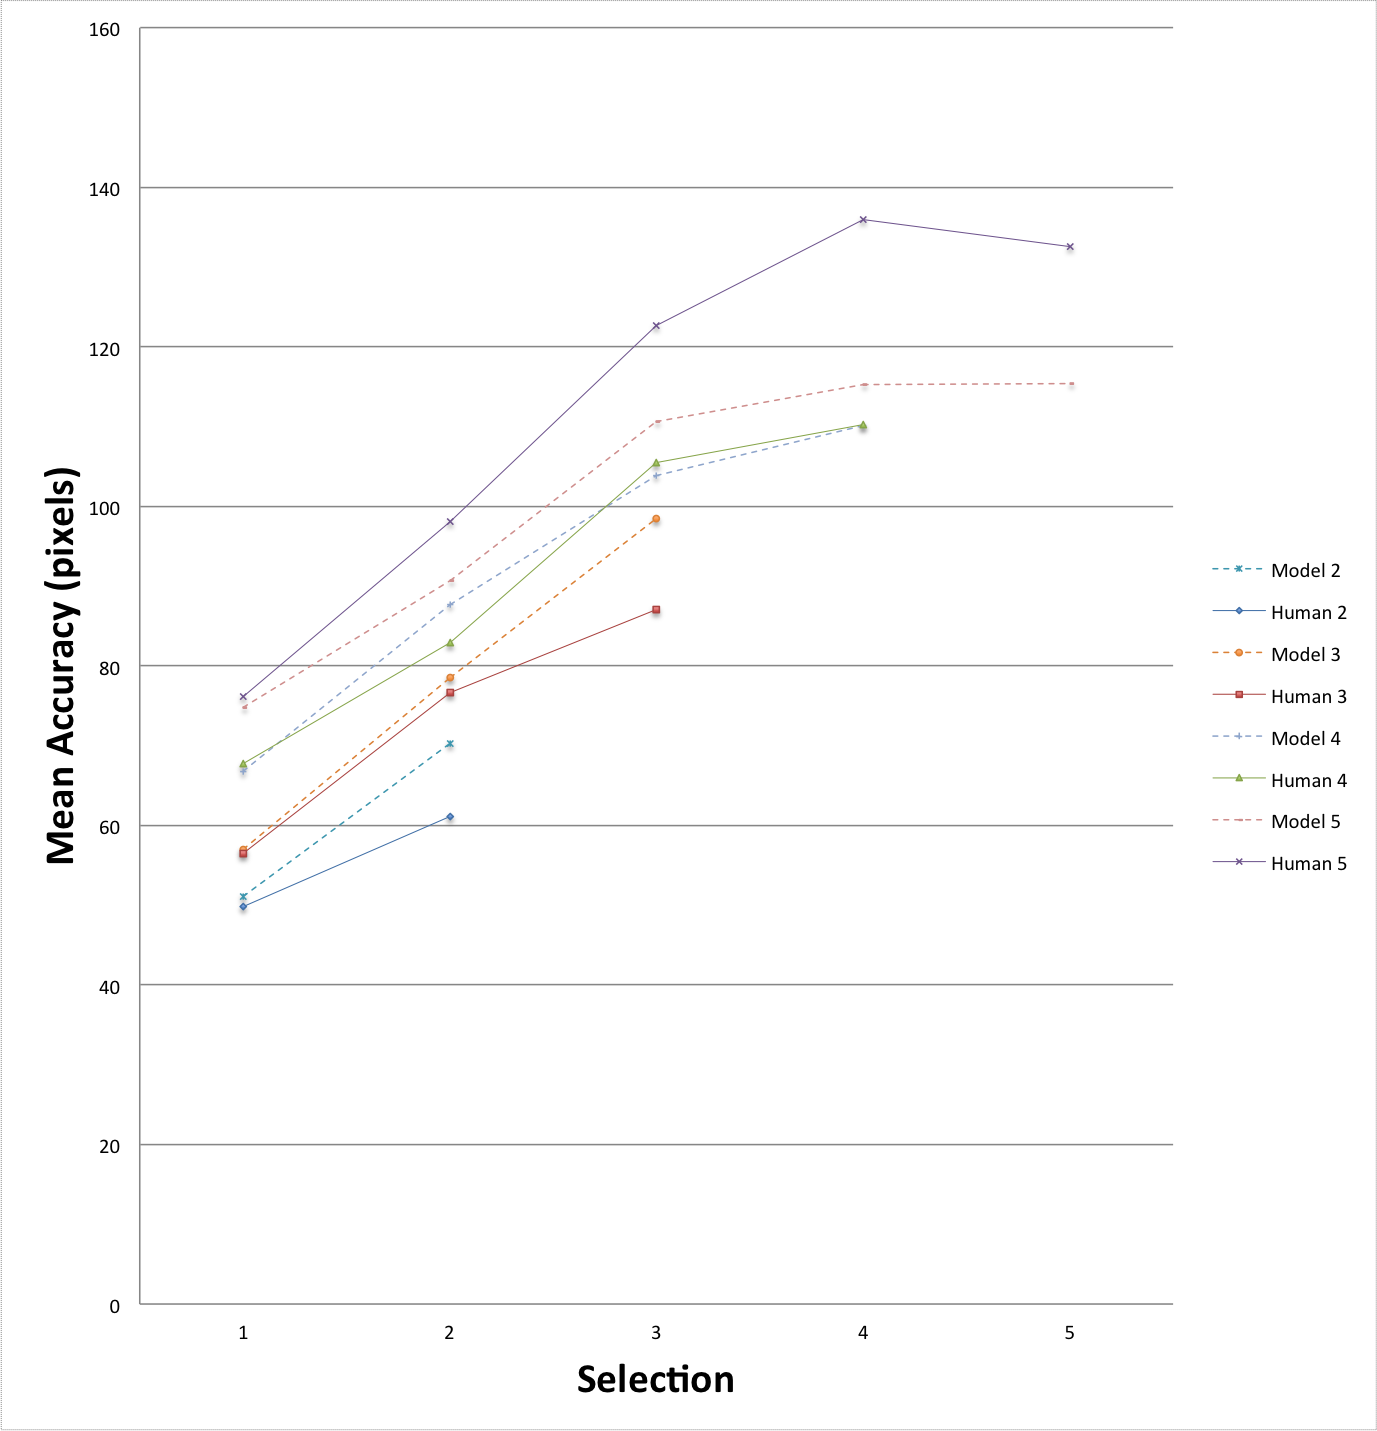 160
140
120
100
80
60
40
20
0
Mean Accuracy (pixels)
1 2 3 4 5
Selection
Model 2
Human 2
Model 3
Human 3
Model 4
Human 4
Model 5
Human 5